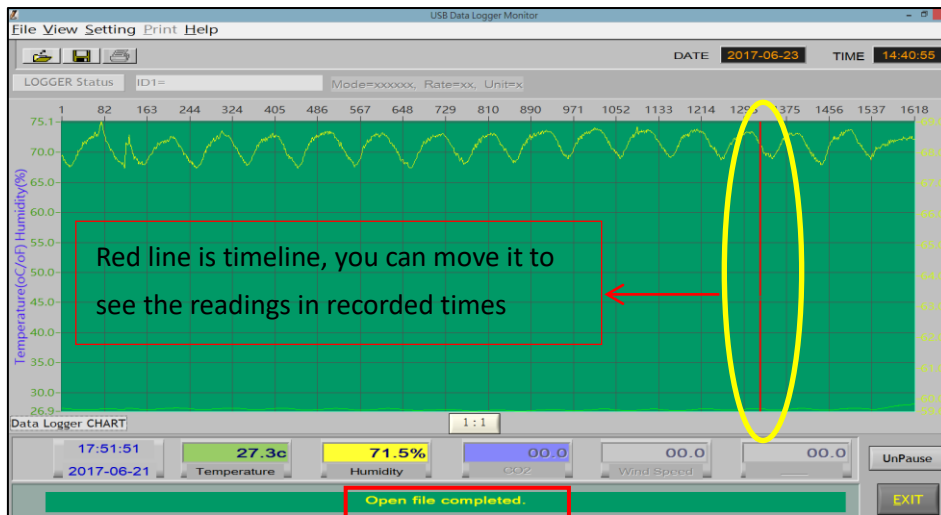 USB Data Logger Monitor
File View Setting Print Help
DATE 2017-06-23 TIME 14:40:55
LOGGER Status ID1= Mode=xxxxxx, Rate=xx, Unit=x
1 82 163 244 324 405 486 567 648 729 810 890 971 1052 1133 1214 1295 1375 1456 1537 1618
75.1
70.0
65.0
60.0
55.0
50.0
45.0
40.0
35.0
30.0
26.9
Temperature(oC/oF) Humidity(%)
Red line is timeline, you can move it to
see the readings in recorded times
Data Logger CHART
1:1
17:51:51 27.3c 71.5% 00.0 00.0 00.0
2017-06-21 Temperature Humidity CO2 Wind Speed
UnPause
Open file completed.
EXIT